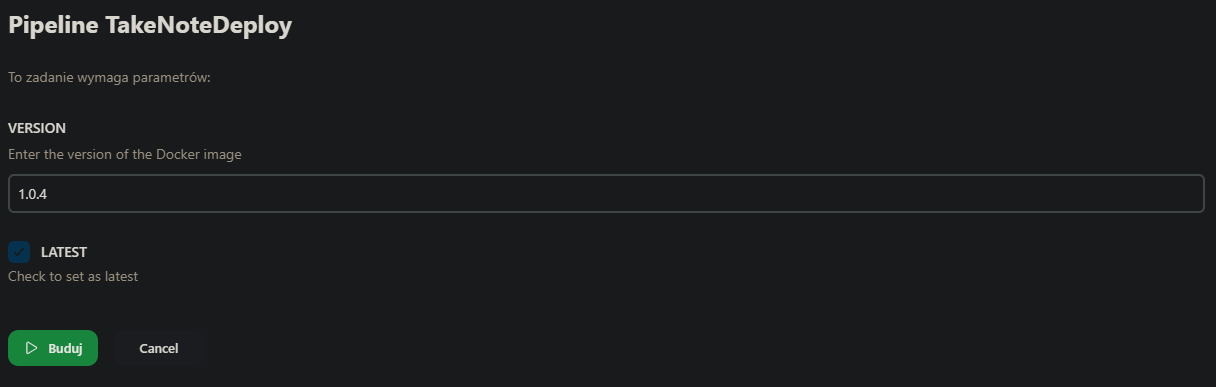 Pipeline TakeNoteDeploy
To zadanie wymaga parametrów:
VERSION
Enter the version of the Docker image
1.0.4
LATEST
Check to set as latest
Buduj Cancel